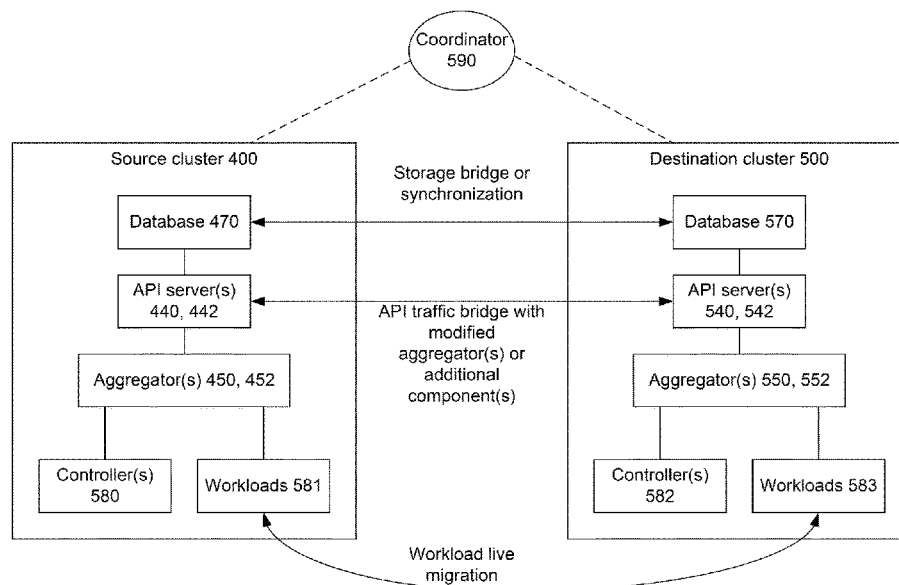 Coordinator
590
Source cluster 400
Destination cluster 500
Storage bridge or
synchronization
Database 470
Database 570
API server(s)
440, 442
API server(s)
540, 542
API traffic bridge with
modified
aggregator(s) or
additional
component(s)
Aggregator(s) 450, 452
Aggregator(s) 550, 552
Controller(s)
580
Workloads 581
Controller(s)
582
Workloads 583
Workload live
migration